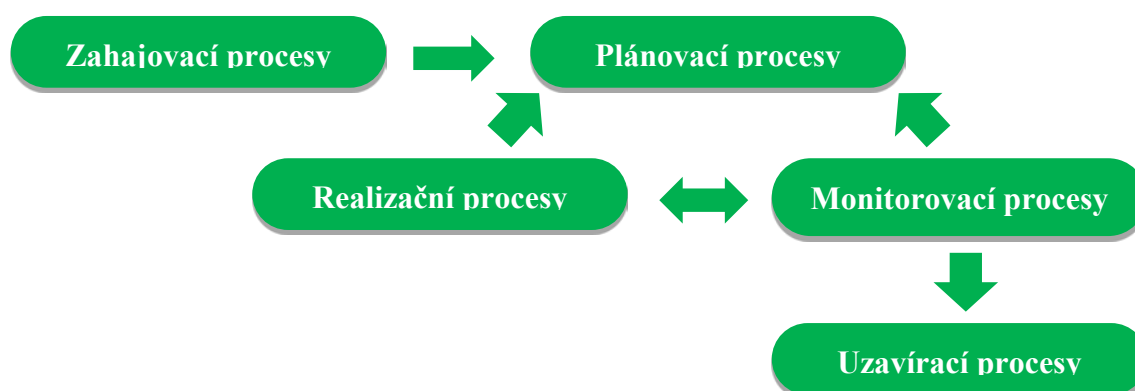 Zahajovací procesy
Plánovací procesy
Realizační procesy
Monitorovací procesy
Uzavírací procesy